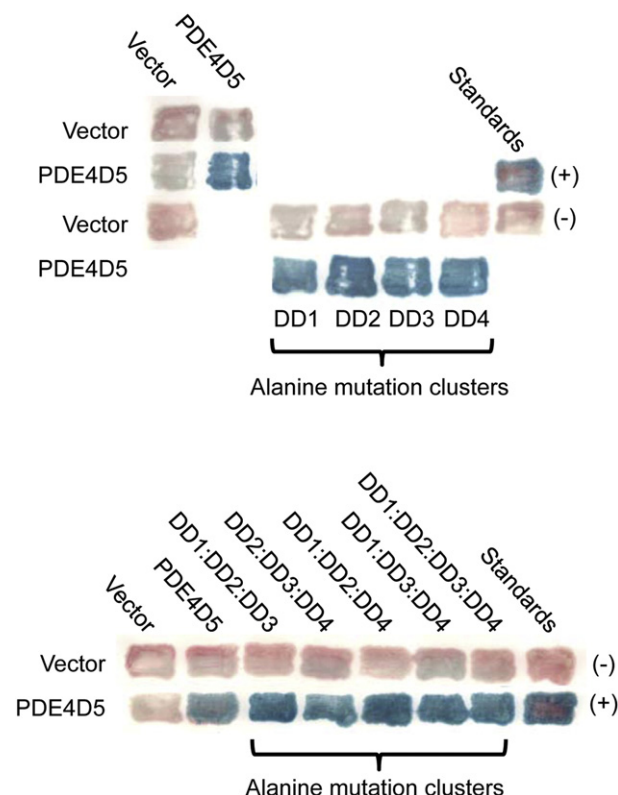 Vector
PDE4D5
Standards
Vector
PDE4D5 (+)
Vector (-)
PDE4D5
DD1 DD2 DD3 DD4
Alanine mutation clusters
Vector
PDE4D5
DD1:DD2:DD3
DD2:DD3:DD4
DD1:DD2:DD4
DD1:DD3:DD4
DD1:DD2:DD3:DD4
Standards
Vector (-)
PDE4D5 (+)
Alanine mutation clusters